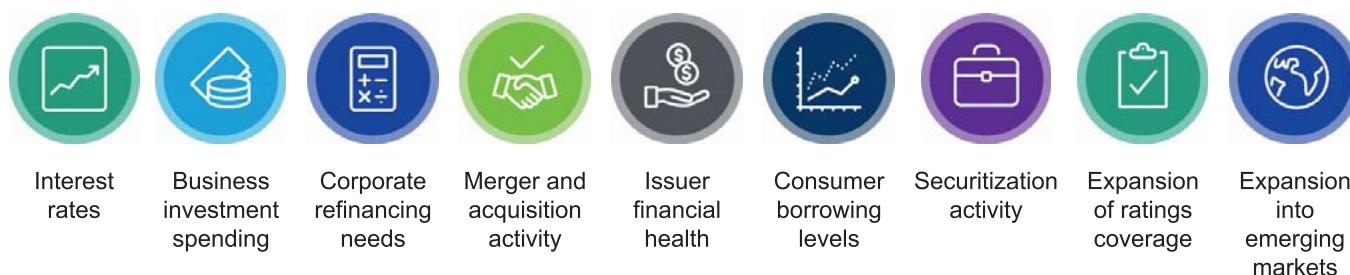 Interest
rates
Business
investment
spending
Corporate
refinancing
needs
Merger and
acquisition
activity
Issuer
financial
health
Consumer
borrowing
levels
Securitization
activity
Expansion
of ratings
coverage
Expansion
into
emerging
markets